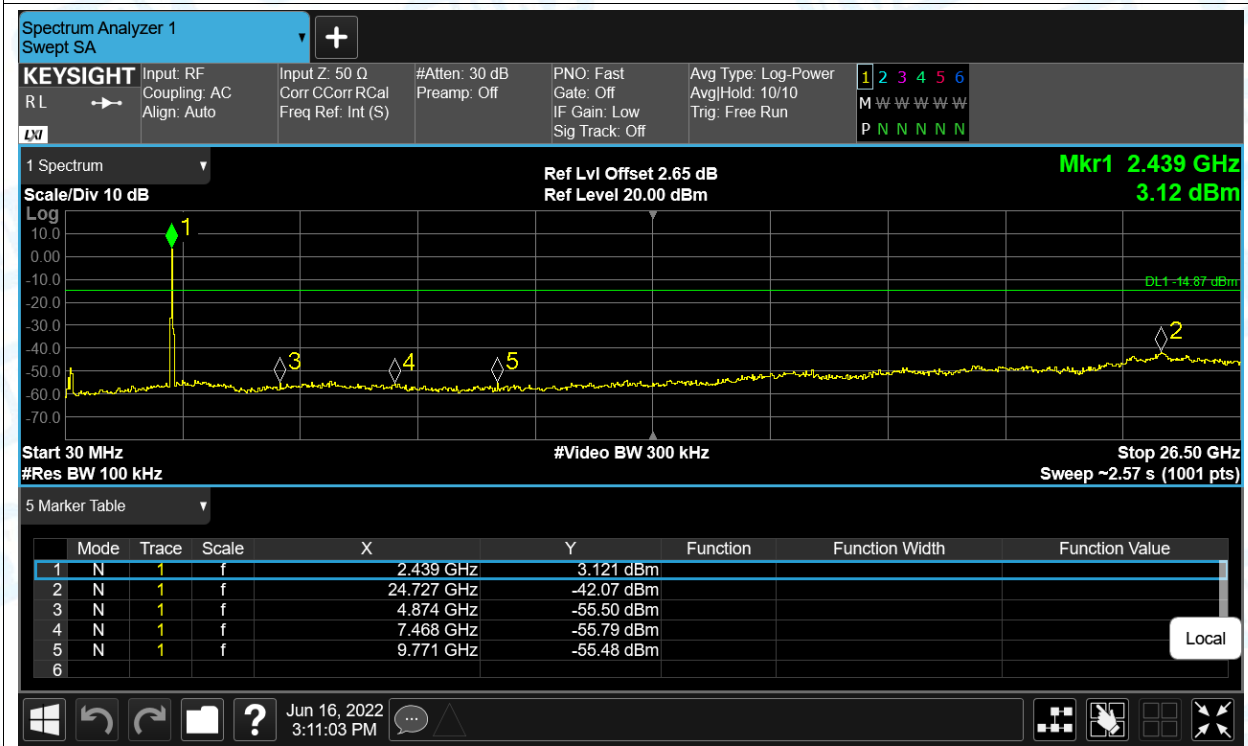 Spectrum Analyzer 1
Swept SA
KEYSIGHT Input: RF Input Z: 50 Ω #Atten: 30 dB PNO: Fast Avg Type: Log-Power 1 2 3 4 5 6
R L Coupling: AC Corr CCorr RCal Preamp: Off Gate: Off Avg|Hold: 10/10 M W W W W W
Align: Auto Freq Ref: Int (S) IF Gain: Low Trig: Free Run
LXI Sig Track: Off P N N N N N
1 Spectrum Ref Lvl Offset 2.65 dB Mkr1 2.439 GHz
Scale/Div 10 dB Ref Level 20.00 dBm 3.12 dBm
Log
10.0 1
0.00
-10.0 DL1 -14.87 dBm
-20.0
-30.0
-40.0 2
-50.0 3 4 5
-60.0
-70.0
Start 30 MHz #Video BW 300 kHz Stop 26.50 GHz
#Res BW 100 kHz Sweep ~2.57 s (1001 pts)
5 Marker Table
Mode Trace Scale X Y Function Function Width Function Value
1 N 1 f 2.439 GHz 3.121 dBm
2 N 1 f 24.727 GHz -42.07 dBm
3 N 1 f 4.874 GHz -55.50 dBm
4 N 1 f 7.468 GHz -55.79 dBm
5 N 1 f 9.771 GHz -55.48 dBm
6
Local
? Jun 16, 2022
3:11:03 PM